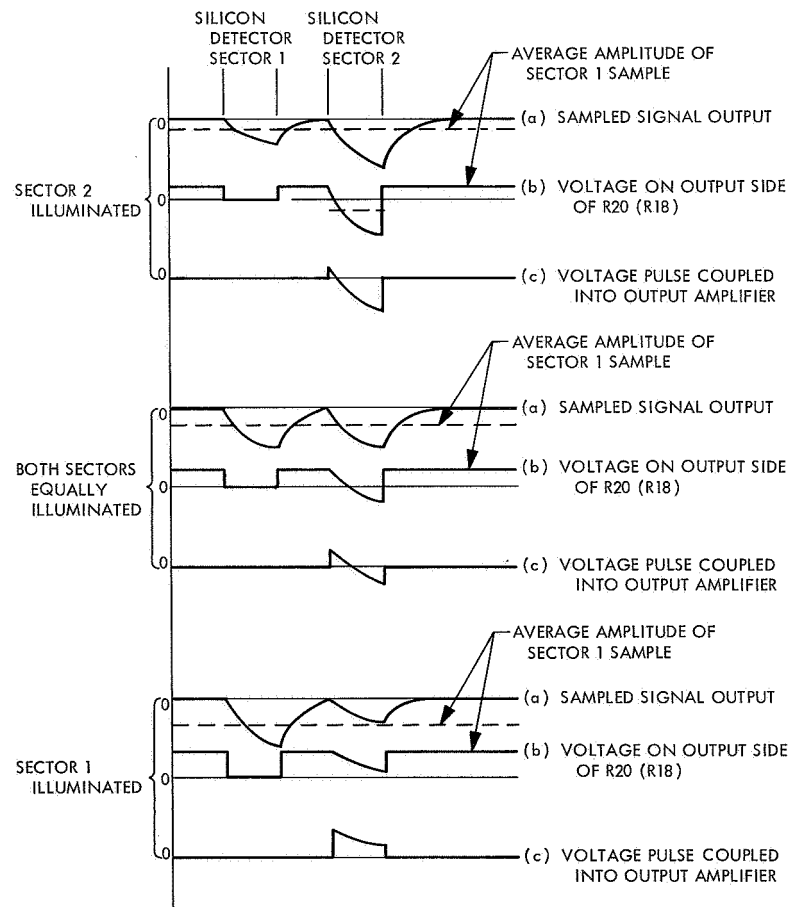 SILICON
DETECTOR
SECTOR 1
SILICON
DETECTOR
SECTOR 2
AVERAGE AMPLITUDE OF
SECTOR 1 SAMPLE
0
(a) SAMPLED SIGNAL OUTPUT
SECTOR 2
ILLUMINATED
0
(b) VOLTAGE ON OUTPUT SIDE
OF R20 (R18)
0
(c) VOLTAGE PULSE COUPLED
INTO OUTPUT AMPLIFIER
AVERAGE AMPLITUDE OF
SECTOR 1 SAMPLE
0
(a) SAMPLED SIGNAL OUTPUT
BOTH SECTORS
EQUALLY
ILLUMINATED
0
(b) VOLTAGE ON OUTPUT SIDE
OF R20 (R18)
0
(c) VOLTAGE PULSE COUPLED
INTO OUTPUT AMPLIFIER
AVERAGE AMPLITUDE OF
SECTOR 1 SAMPLE
0
(a) SAMPLED SIGNAL OUTPUT
SECTOR 1
ILLUMINATED
0
(b) VOLTAGE ON OUTPUT SIDE
OF R20 (R18)
0
(c) VOLTAGE PULSE COUPLED
INTO OUTPUT AMPLIFIER